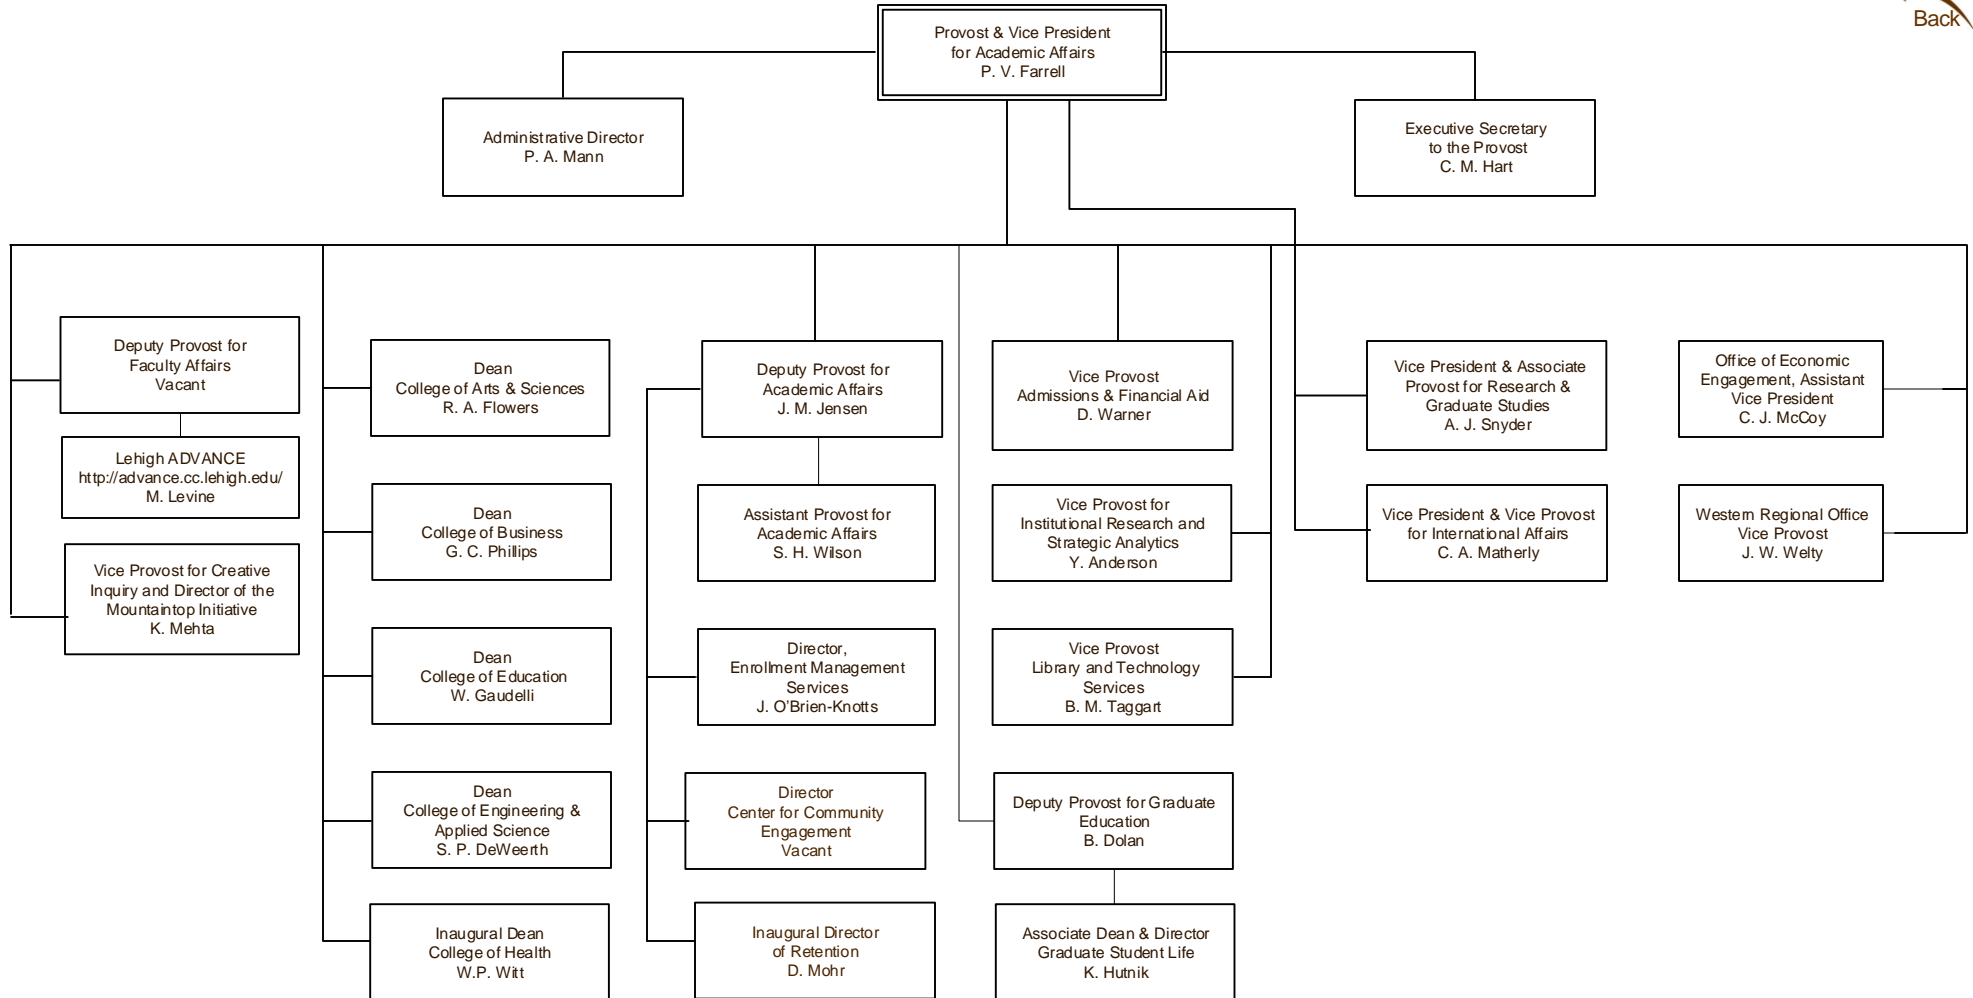 Back
Provost & Vice President
for Academic Affairs
P. V. Farrell
Administrative Director
P. A. Mann
Executive Secretary
to the Provost
C. M. Hart
Deputy Provost for
Faculty Affairs
Vacant
Lehigh ADVANCE
http://advance.cc.lehigh.edu/
M. Levine
Vice Provost for Creative
Inquiry and Director of the
Mountaintop Initiative
K. Mehta
Dean
College of Arts & Sciences
R. A. Flowers
Dean
College of Business
G. C. Phillips
Dean
College of Education
W. Gaudelli
Dean
College of Engineering &
Applied Science
S. P. DeWeerth
Inaugural Dean
College of Health
W.P. Witt
Deputy Provost for
Academic Affairs
J. M. Jensen
Assistant Provost for
Academic Affairs
S. H. Wilson
Director,
Enrollment Management
Services
J. O'Brien-Knotts
Director
Center for Community
Engagement
Vacant
Inaugural Director
of Retention
D. Mohr
Vice Provost
Admissions & Financial Aid
D. Warner
Vice Provost for
Institutional Research and
Strategic Analytics
Y. Anderson
Vice Provost
Library and Technology
Services
B. M. Taggart
Deputy Provost for Graduate
Education
B. Dolan
Associate Dean & Director
Graduate Student Life
K. Hutnik
Vice President & Associate
Provost for Research &
Graduate Studies
A. J. Snyder
Vice President & Vice Provost
for International Affairs
C. A. Matherly
Office of Economic
Engagement, Assistant
Vice President
C. J. McCoy
Western Regional Office
Vice Provost
J. W. Welty